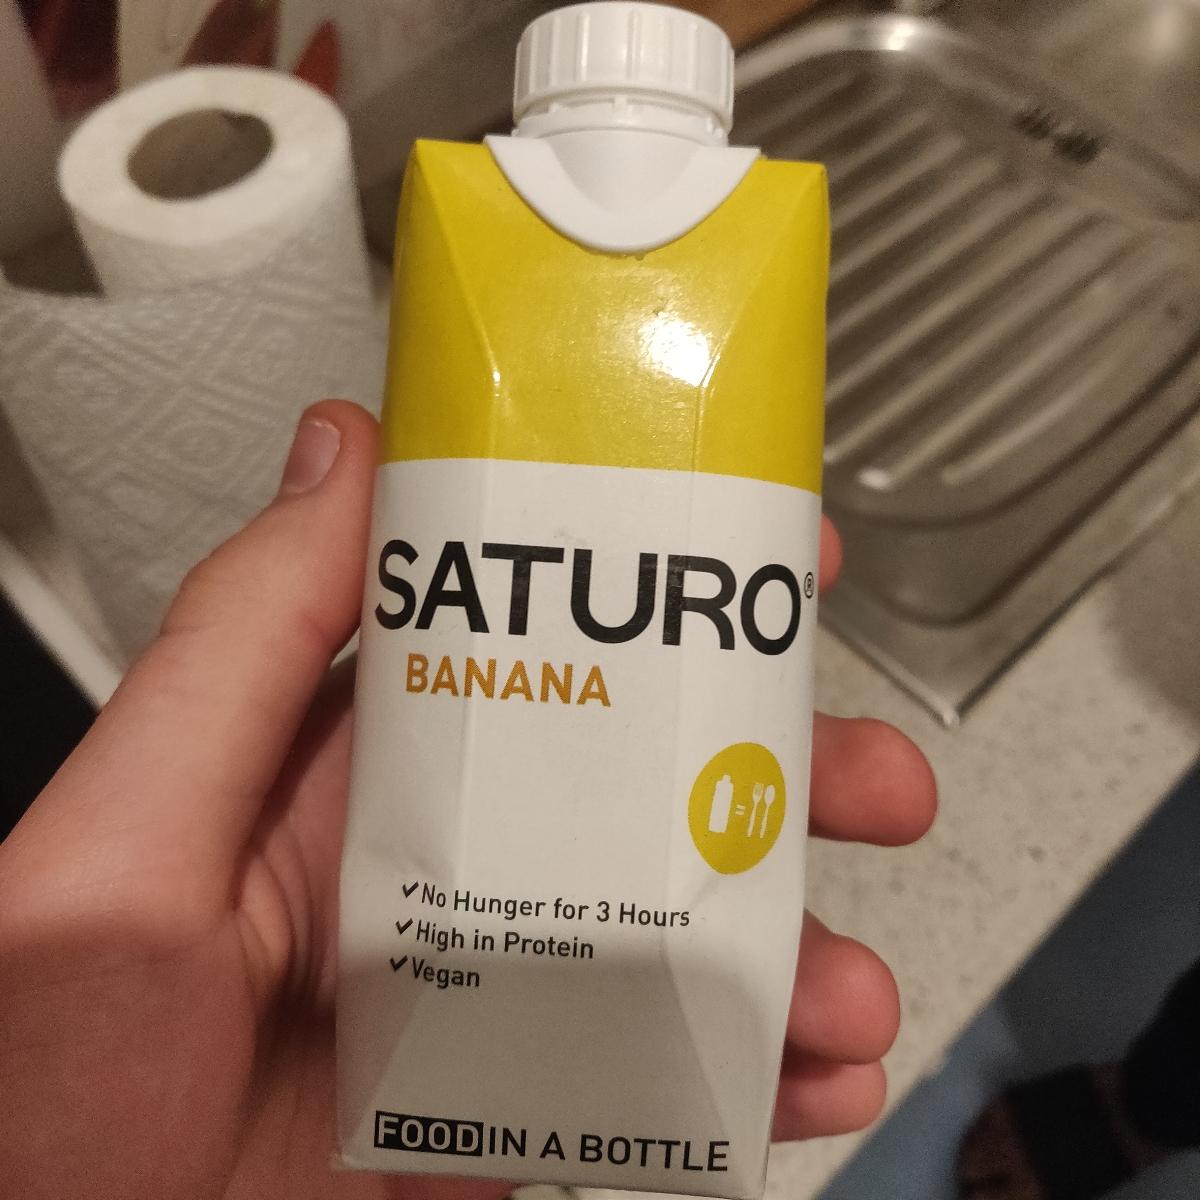 SATURO®
BANANA
✓No Hunger for 3 Hours
✓High in Protein
✓Vegan
FOOD IN A BOTTLE